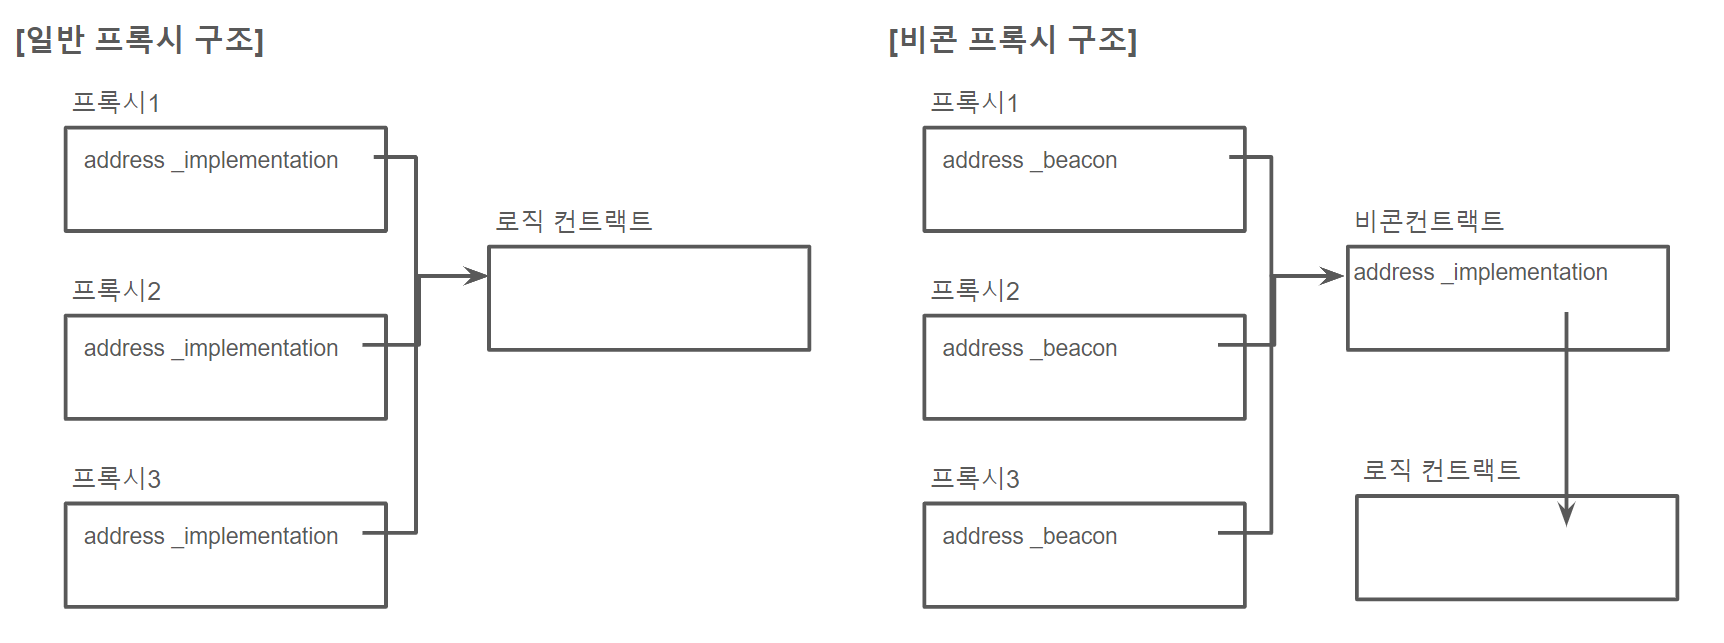 [일반 프록시 구조]
프록시1
address _implementation
프록시2
address _implementation
프록시3
address _implementation
로직 컨트랙트
[비콘 프록시 구조]
프록시1
address _beacon
프록시2
address _beacon
프록시3
address _beacon
비콘컨트랙트
address _implementation
로직 컨트랙트